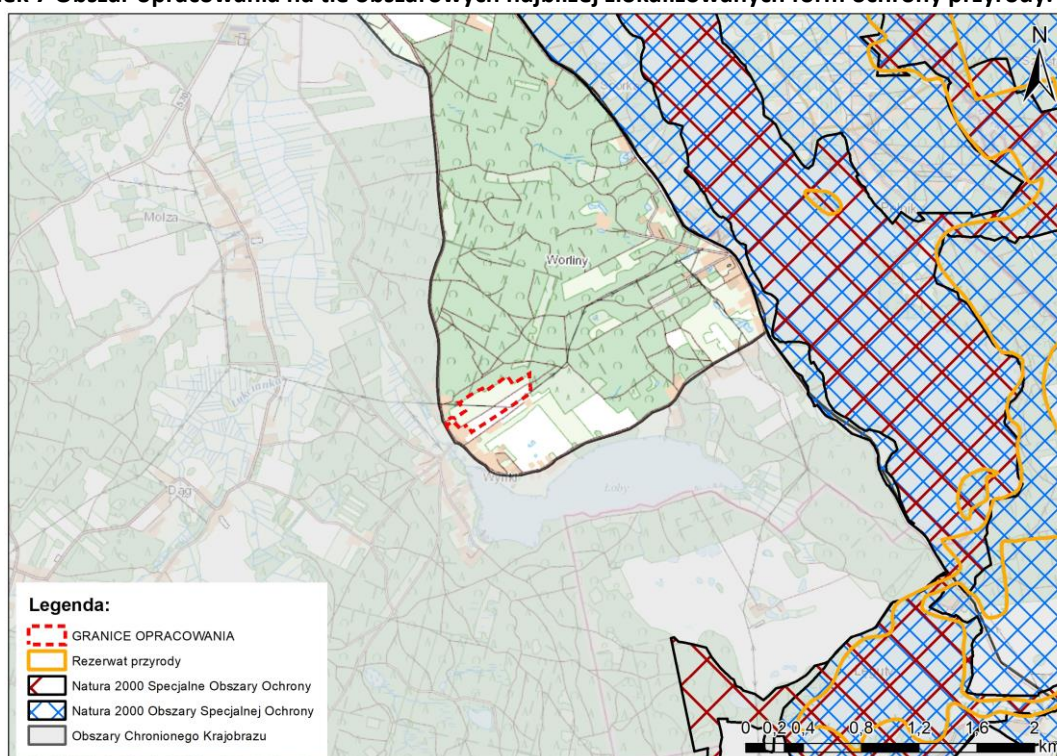 Obszar opracowania na tle obszarowych najbliżej zlokalizowanych form ochrony przyrody.
N
Molza
Worliny
Wynki
Łoby
Dąg
Legenda:
GRANICE OPRACOWANIA
Rezerwat przyrody
Natura 2000 Specjalne Obszary Ochrony
Natura 2000 Obszary Specjalnej Ochrony
Obszary Chronionego Krajobrazu
0 0,2 0,4 0,8 1,2 1,6 2
km